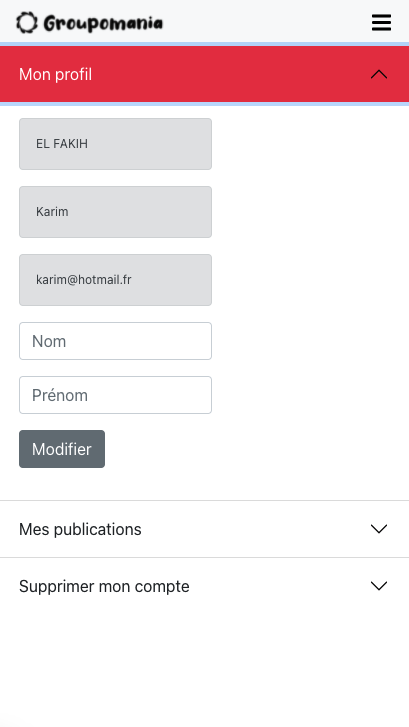 Groupomania
Mon profil
EL FAKIH
Karim
karim@hotmail.fr
Nom
Prénom
Modifier
Mes publications
Supprimer mon compte